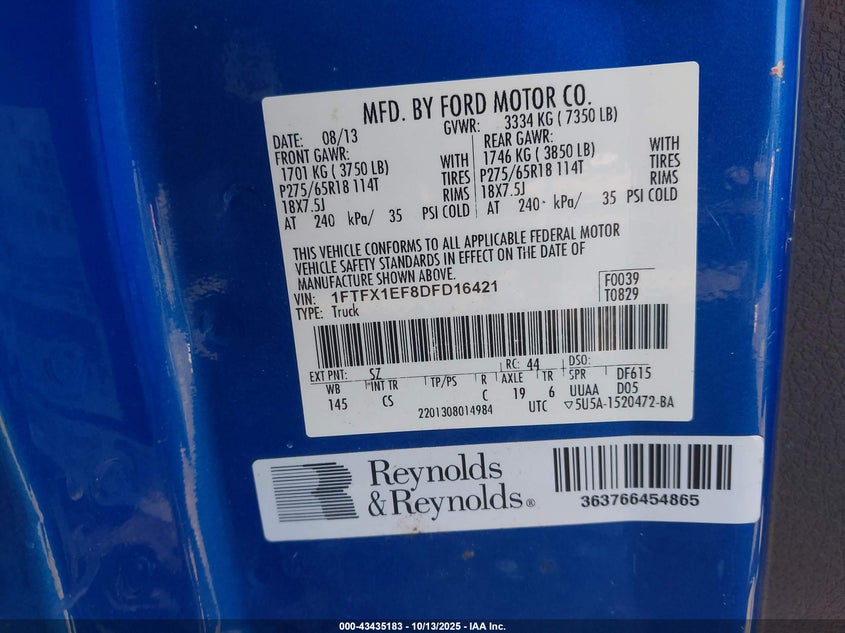 MFD. BY FORD MOTOR CO.
DATE: 08/13 GVWR: 3334 KG ( 7350 LB)
FRONT GAWR: REAR GAWR:
1701 KG ( 3750 LB) WITH 1746 KG ( 3850 LB) WITH
P275/65R18 114T TIRES P275/65R18 114T TIRES
18X7.5J RIMS 18X7.5J RIMS
AT 240 kPa/ 35 PSI COLD AT 240 kPa/ 35 PSI COLD
THIS VEHICLE CONFORMS TO ALL APPLICABLE FEDERAL MOTOR
VEHICLE SAFETY STANDARDS IN EFFECT ON THE DATE OF
MANUFACTURE SHOWN ABOVE.
VIN: 1FTFX1EF8DFD16421 F0039
TYPE: Truck T0829
EXT PNT: SZ RC: 44 DSO:
WB INT TR TP/PS R AXLE TR SPR DF615
145 CS C 19 6 UUAA D05
2201308014984 UTC ▽5U5A-1520472-BA
Reynolds
& Reynolds®
363766454865
000-43435183 - 10/13/2025 - IAA Inc.